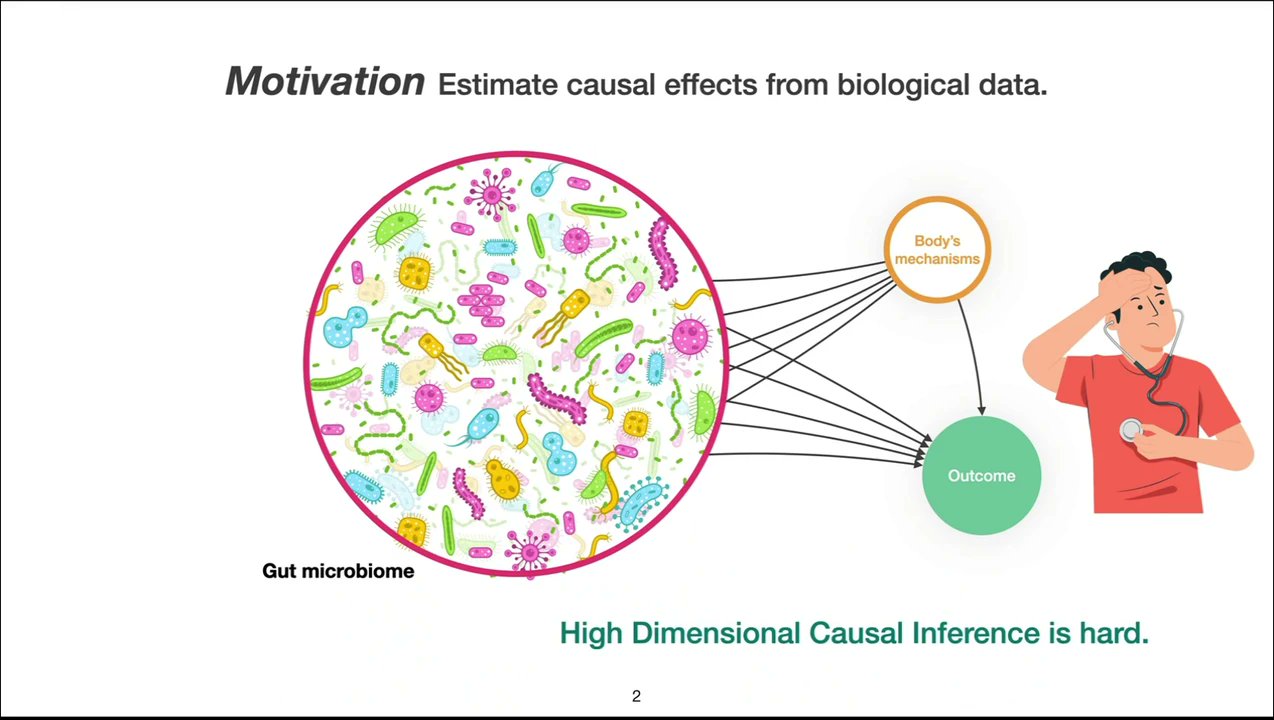 Motivation Estimate causal effects from biological data.
Body's
mechanisms
Outcome
Gut microbiome
High Dimensional Causal Inference is hard.
2